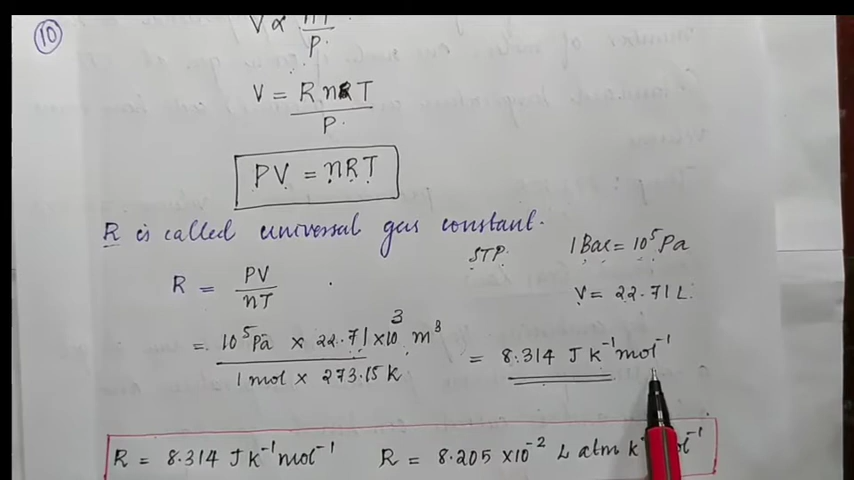 10
V ∝ nT
P
V = R n T
P
PV = nRT
R is called universal gas constant.
STP
1 Bar = 10⁵ Pa
R = PV
nT
V = 22.71 L
= 10⁵ Pa × 22.71 × 10³ m³
1 mol × 273.15 K
= 8.314 J K⁻¹ mol⁻¹
R = 8.314 J K⁻¹ mol⁻¹ R = 8.205 × 10⁻² L atm K